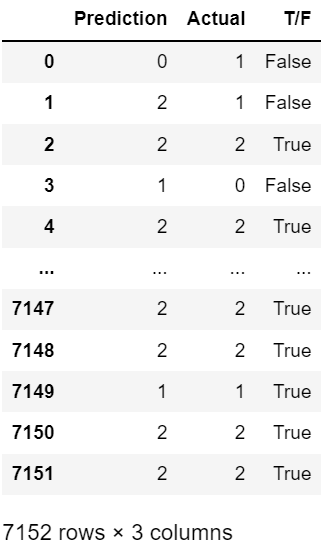 Prediction Actual T/F
0 0 1 False
1 2 1 False
2 2 2 True
3 1 0 False
4 2 2 True
... ... ... ...
7147 2 2 True
7148 2 2 True
7149 1 1 True
7150 2 2 True
7151 2 2 True
7152 rows × 3 columns